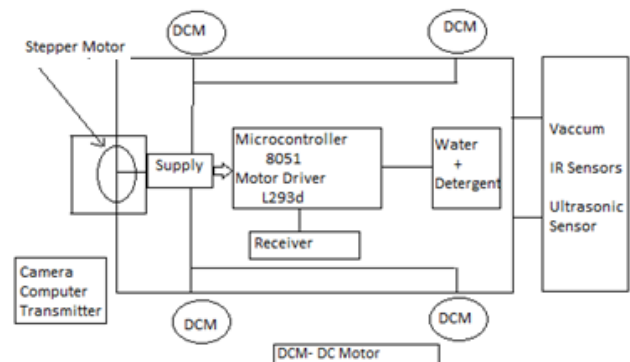 DCM
DCM
Stepper Motor
Microcontroller
8051
Motor Driver
L293d
Supply
Water
+
Detergent
Receiver
Vaccum
IR Sensors
Ultrasonic
Sensor
Camera
Computer
Transmitter
DCM
DCM
DCM- DC Motor